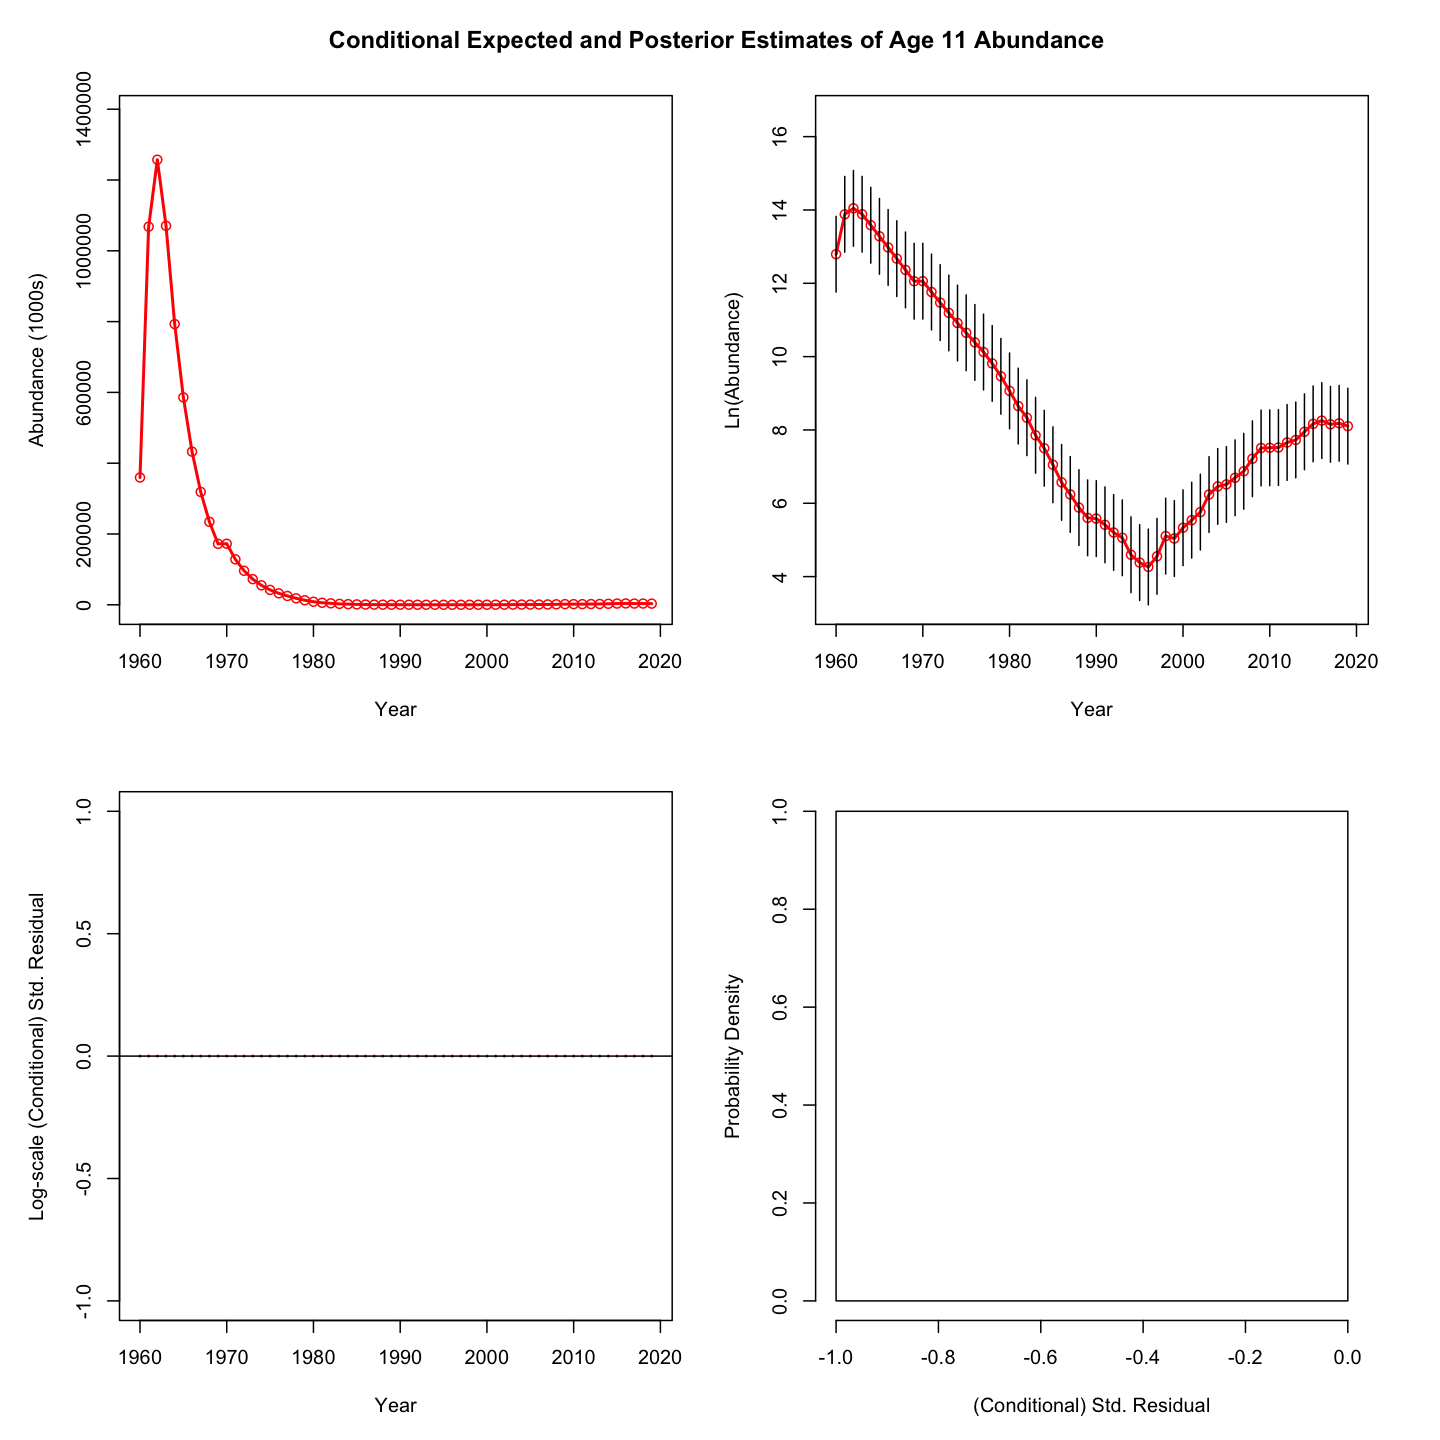 Conditional Expected and Posterior Estimates of Age 11 Abundance
Abundance (1000s)
0 200000 600000 1000000 1400000
1960 1970 1980 1990 2000 2010 2020
Year
Ln(Abundance)
4 6 8 10 12 14 16
1960 1970 1980 1990 2000 2010 2020
Year
Log-scale (Conditional) Std. Residual
-1.0 -0.5 0.0 0.5 1.0
1960 1970 1980 1990 2000 2010 2020
Year
Probability Density
0.0 0.2 0.4 0.6 0.8 1.0
-1.0 -0.8 -0.6 -0.4 -0.2 0.0
(Conditional) Std. Residual